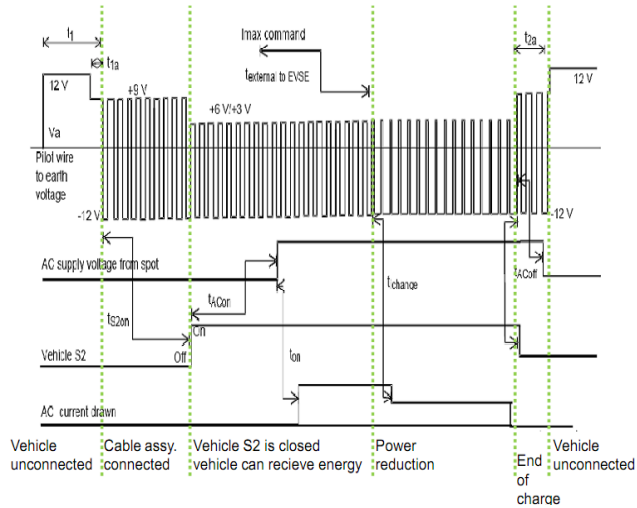 t1
t1a
12 V
+9 V
Imax command
texternal to EVSE
t2a
12 V
+6 V/+3 V
Va
Pilot wire
to earth
voltage
-12 V
-12 V
AC supply voltage from spot
tACon
tS2on
tchange
tACoff
On
Off
Vehicle S2
ton
AC current drawn
Vehicle
unconnected
Cable assy.
connected
Vehicle S2 is closed
vehicle can recieve energy
Power
reduction
End
of
charge
Vehicle
unconnected